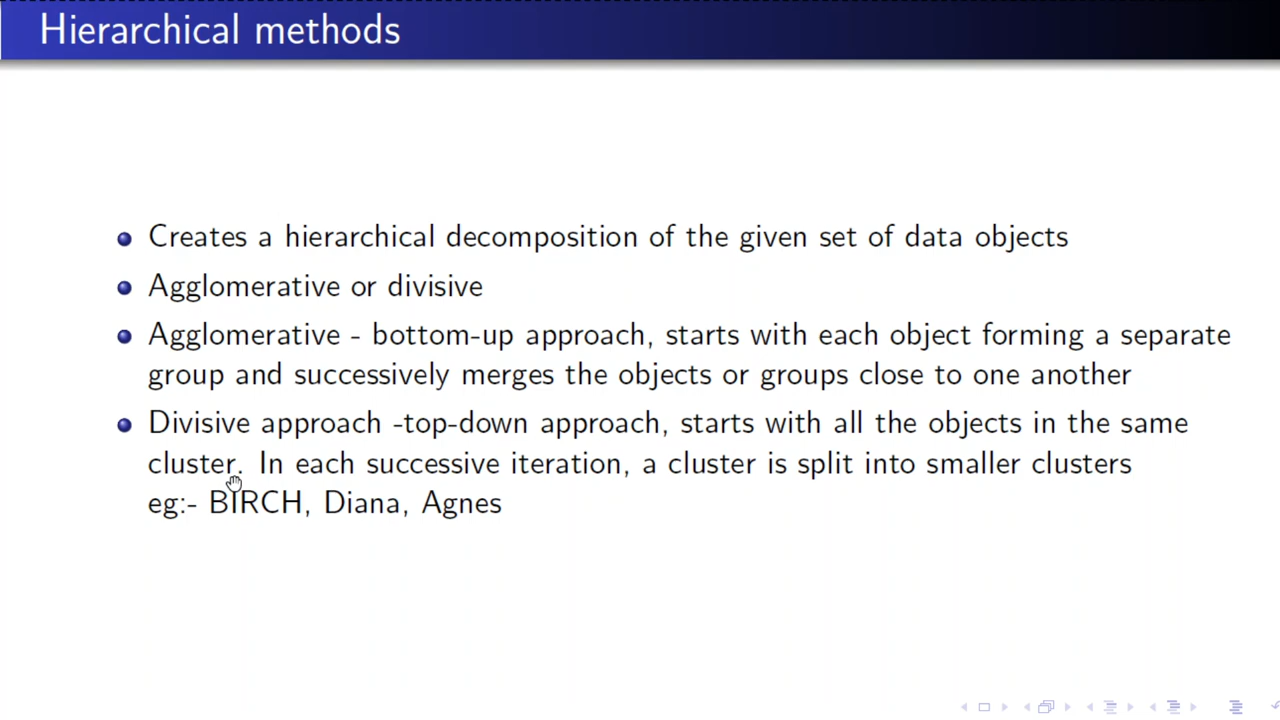 Hierarchical methods
Creates a hierarchical decomposition of the given set of data objects
Agglomerative or divisive
Agglomerative - bottom-up approach, starts with each object forming a separate
group and successively merges the objects or groups close to one another
Divisive approach -top-down approach, starts with all the objects in the same
cluster. In each successive iteration, a cluster is split into smaller clusters
eg:- BIRCH, Diana, Agnes